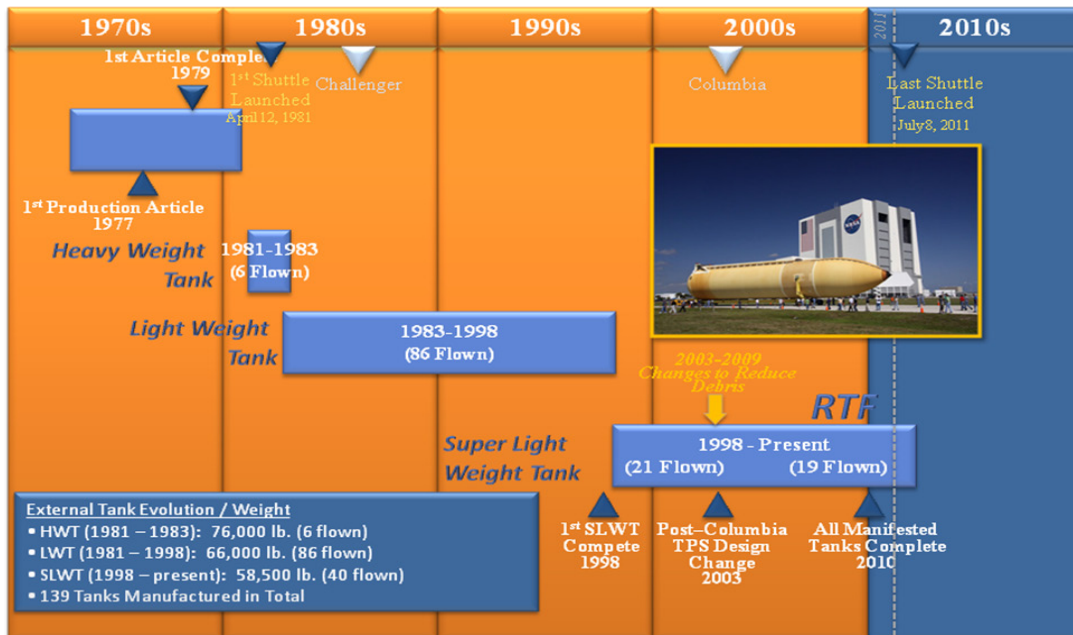 1970s
1980s
1990s
2000s
2011
2010s
1st Article Complete
1979
1st Shuttle
Launched
April 12, 1981
Challenger
Columbia
Last Shuttle
Launched
July 8, 2011
1st Production Article
1977
Heavy Weight
Tank
1981-1983
(6 Flown)
NASA
Light Weight
Tank
1983-1998
(86 Flown)
2003-2009
Changes to Reduce
Debris
RTF
Super Light
Weight Tank
1998 - Present
(21 Flown)
(19 Flown)
1st SLWT
Compete
1998
Post–Columbia
TPS Design
Change
2003
All Manifested
Tanks Complete
2010
External Tank Evolution / Weight
▪ HWT (1981 – 1983): 76,000 lb. (6 flown)
▪ LWT (1981 – 1998): 66,000 lb. (86 flown)
▪ SLWT (1998 – present): 58,500 lb. (40 flown)
▪ 139 Tanks Manufactured in Total